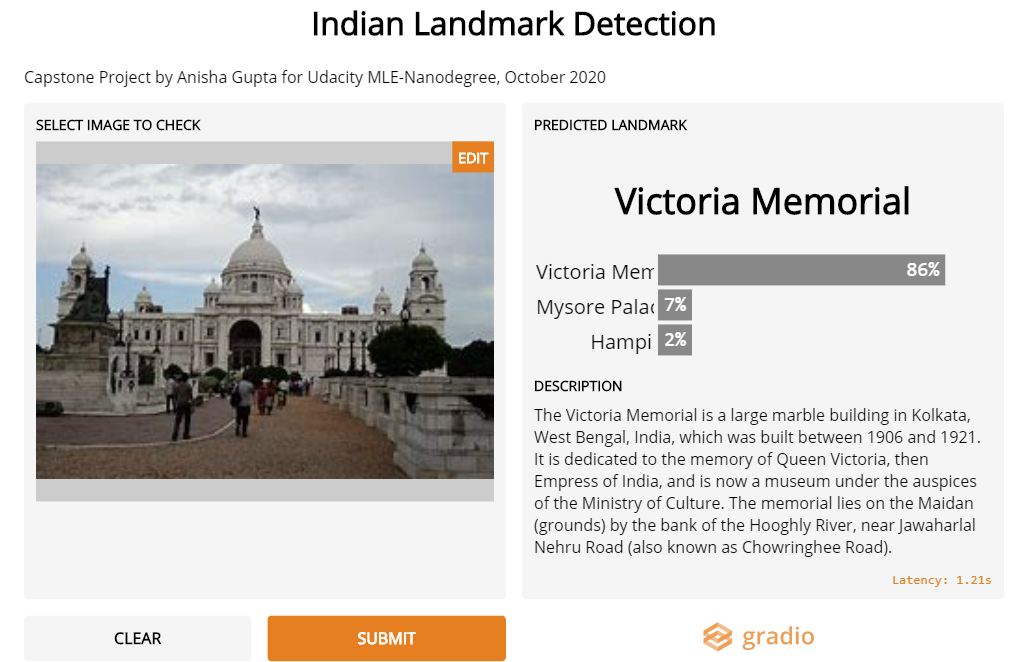 Indian Landmark Detection
Capstone Project by Anisha Gupta for Udacity MLE-Nanodegree, October 2020
SELECT IMAGE TO CHECK
EDIT
PREDICTED LANDMARK
Victoria Memorial
Victoria Mem 86%
Mysore Palac 7%
Hampi 2%
DESCRIPTION
The Victoria Memorial is a large marble building in Kolkata,
West Bengal, India, which was built between 1906 and 1921.
It is dedicated to the memory of Queen Victoria, then
Empress of India, and is now a museum under the auspices
of the Ministry of Culture. The memorial lies on the Maidan
(grounds) by the bank of the Hooghly River, near Jawaharlal
Nehru Road (also known as Chowringhee Road).
Latency: 1.21s
CLEAR
SUBMIT
gradio